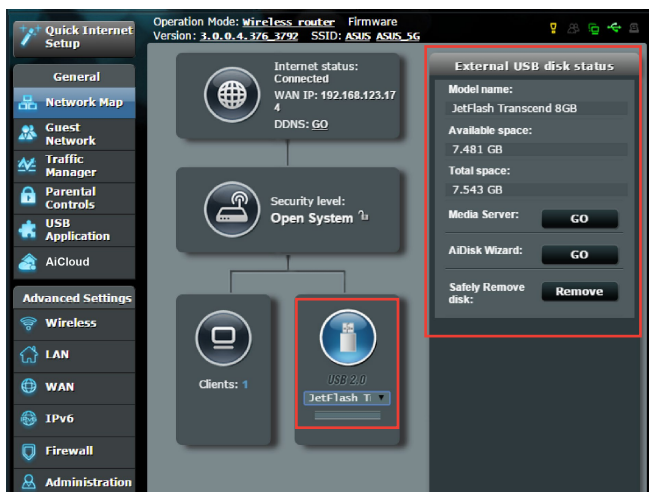 Quick Internet
Setup
Operation Mode: Wireless router Firmware
Version: 3.0.0.4.376_3792 SSID: ASUS ASUS_5G
General
Network Map
Guest
Network
Traffic
Manager
Parental
Controls
USB
Application
AiCloud
Advanced Settings
Wireless
LAN
WAN
IPv6
Firewall
Administration
Internet status:
Connected
WAN IP: 192.168.123.17
4
DDNS: GO
Security level:
Open System
Clients: 1
USB 2.0
JetFlash T
External USB disk status
Model name:
JetFlash Transcend 8GB
Available space:
7.481 GB
Total space:
7.543 GB
Media Server: GO
AiDisk Wizard: GO
Safely Remove
disk: Remove